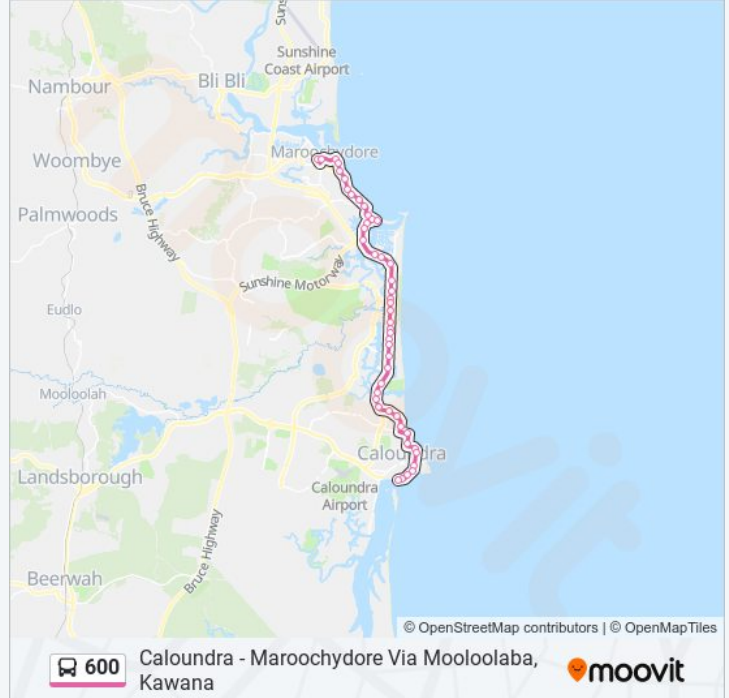 Sunshine
Coast Airport
Bli Bli
Nambour
Maroochydore
Woombye
Palmwoods
Bruce Highway
Sunshine Motorway
Eudlo
Mooloolah
Caloundra
Landsborough
Caloundra
Airport
Bruce Highway
Beerwah
© OpenStreetMap contributors | © OpenMapTiles
600
Caloundra - Maroochydore Via Mooloolaba,
Kawana
moovit